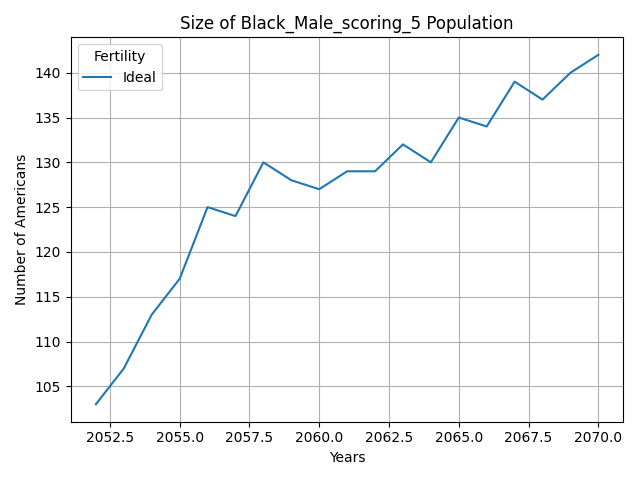 Size of Black_Male_scoring_5 Population
Fertility
Ideal
Number of Americans
140
135
130
125
120
115
110
105
2052.5 2055.0 2057.5 2060.0 2062.5 2065.0 2067.5 2070.0
Years